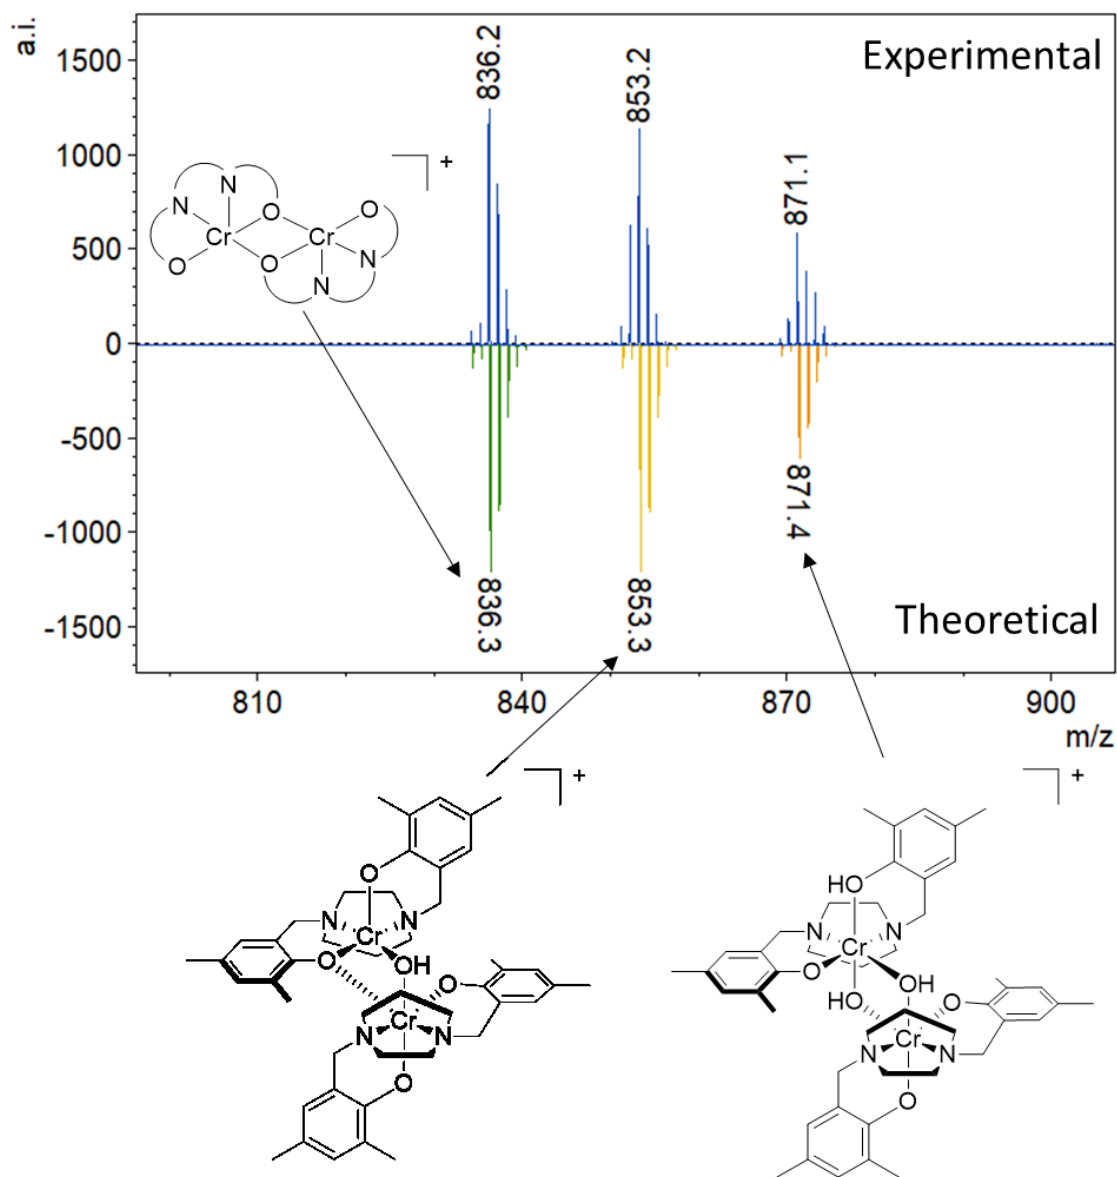 a.i.
Experimental
1500
1000
500
0
-500
-1000
-1500
836.2
853.2
871.1
836.3
853.3
871.4
Theoretical
810
840
870
900
m/z
+
N
N
O
O
Cr
Cr
O
O
N
N
+
O
N
N
Cr
O
OH
O
Cr
N
N
O
+
HO
N
N
Cr
O
OH
HO
O
Cr
N
N
O